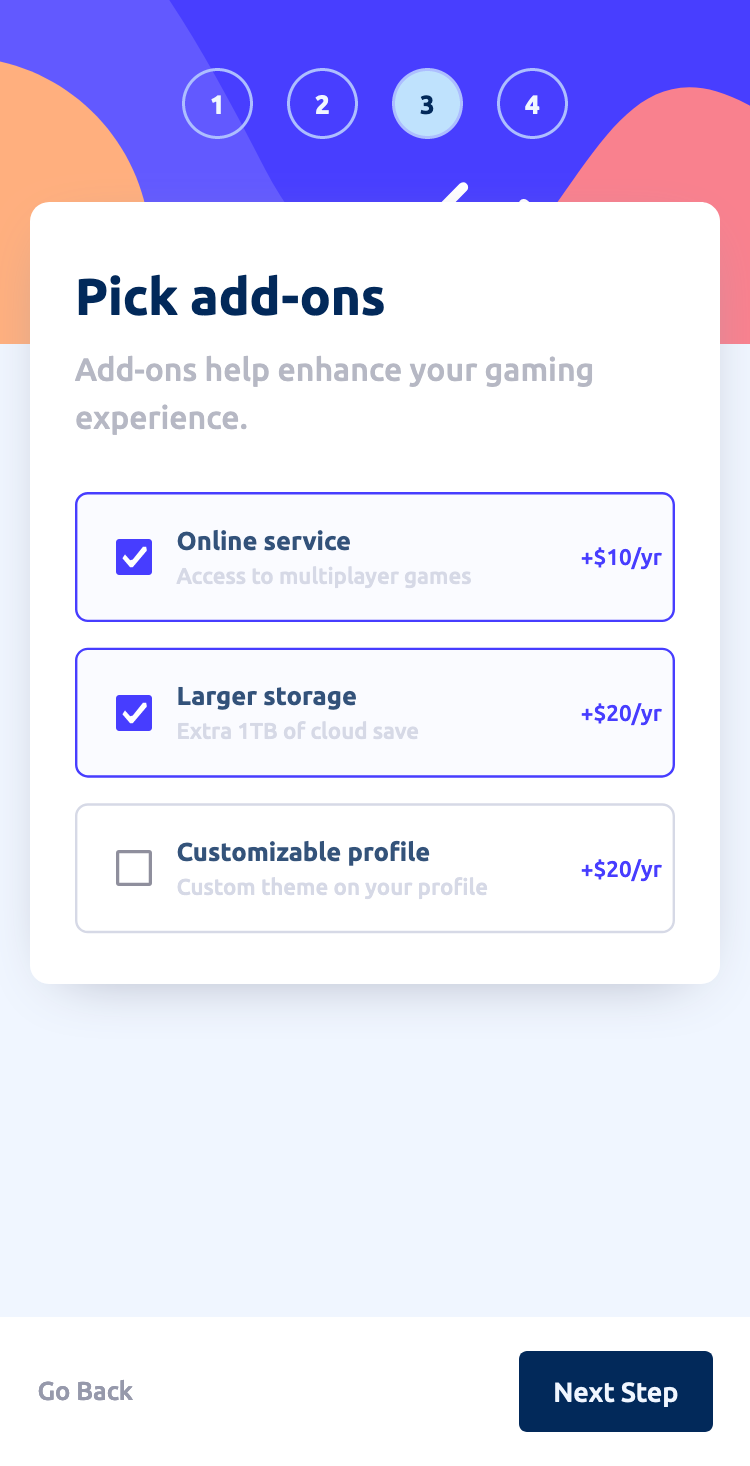 1 2 3 4
Pick add-ons
Add-ons help enhance your gaming
experience.
Online service
Access to multiplayer games
+$10/yr
Larger storage
Extra 1TB of cloud save
+$20/yr
Customizable profile
Custom theme on your profile
+$20/yr
Go Back
Next Step